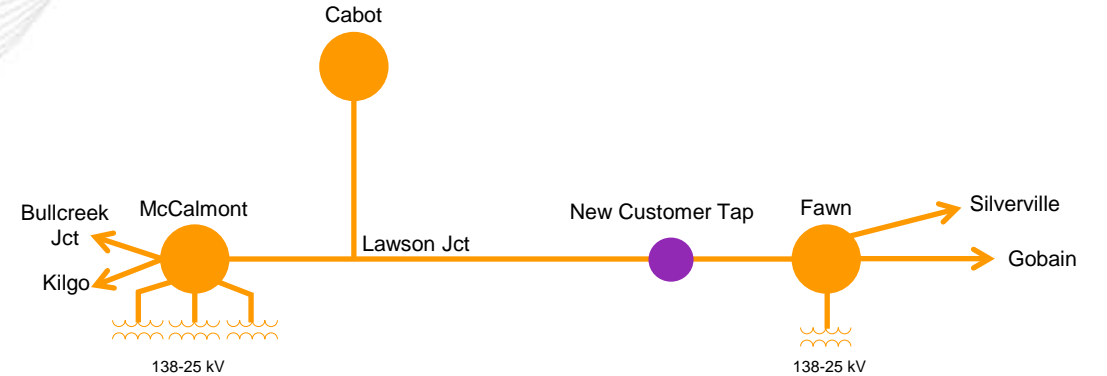 Cabot
Bullcreek
Jct
McCalmont
New Customer Tap
Fawn
Silverville
Lawson Jct
Gobain
Kilgo
138-25 kV
138-25 kV